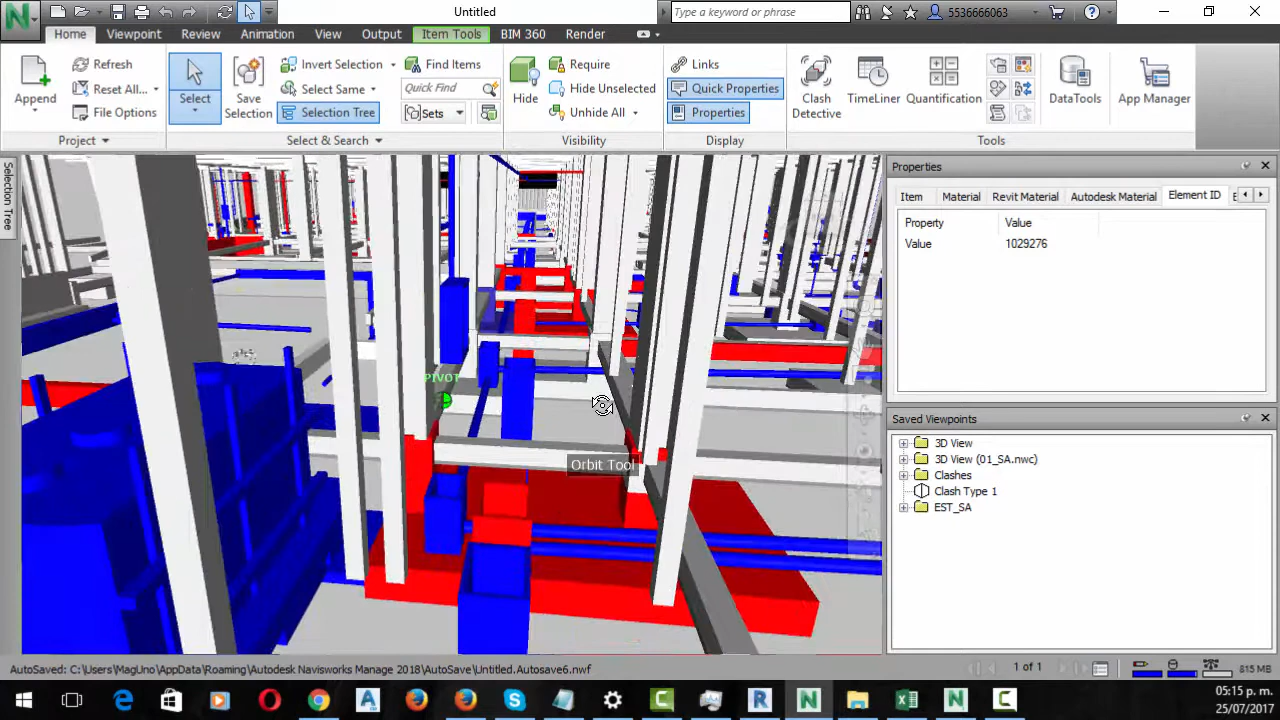 Untitled
Type a keyword or phrase
5536666063
Home Viewpoint Review Animation View Output Item Tools BIM 360 Render
Append
Refresh
Reset All...
File Options
Project
Select
Save Selection
Invert Selection
Select Same
Selection Tree
Find Items
Quick Find
Sets
Select & Search
Hide
Require
Hide Unselected
Unhide All
Visibility
Links
Quick Properties
Properties
Display
Clash Detective
TimeLiner
Quantification
DataTools
App Manager
Tools
Selection Tree
PIVOT
Orbit Tool
Properties
Item Material Revit Material Autodesk Material Element ID
Property Value
Value 1029276
Saved Viewpoints
3D View
3D View (01_SA.nwc)
Clashes
Clash Type 1
EST_SA
AutoSaved: C:\Users\MagUno\AppData\Roaming\Autodesk Navisworks Manage 2018\AutoSave\Untitled.Autosave6.nwf
1 of 1
815 MB
05:15 p. m.
25/07/2017